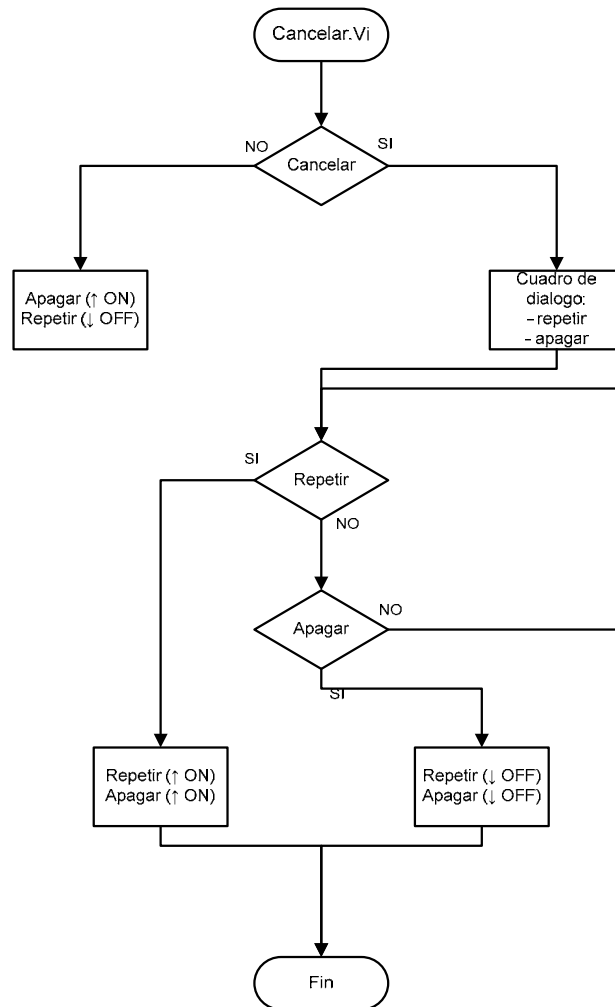 Cancelar.Vi
NO
SI
Cancelar
Apagar (↑ ON)
Repetir (↓ OFF)
Cuadro de
dialogo:
– repetir
- apagar
SI
Repetir
NO
NO
Apagar
SI
Repetir (↑ ON)
Apagar (↑ ON)
Repetir (↓ OFF)
Apagar (↓ OFF)
Fin